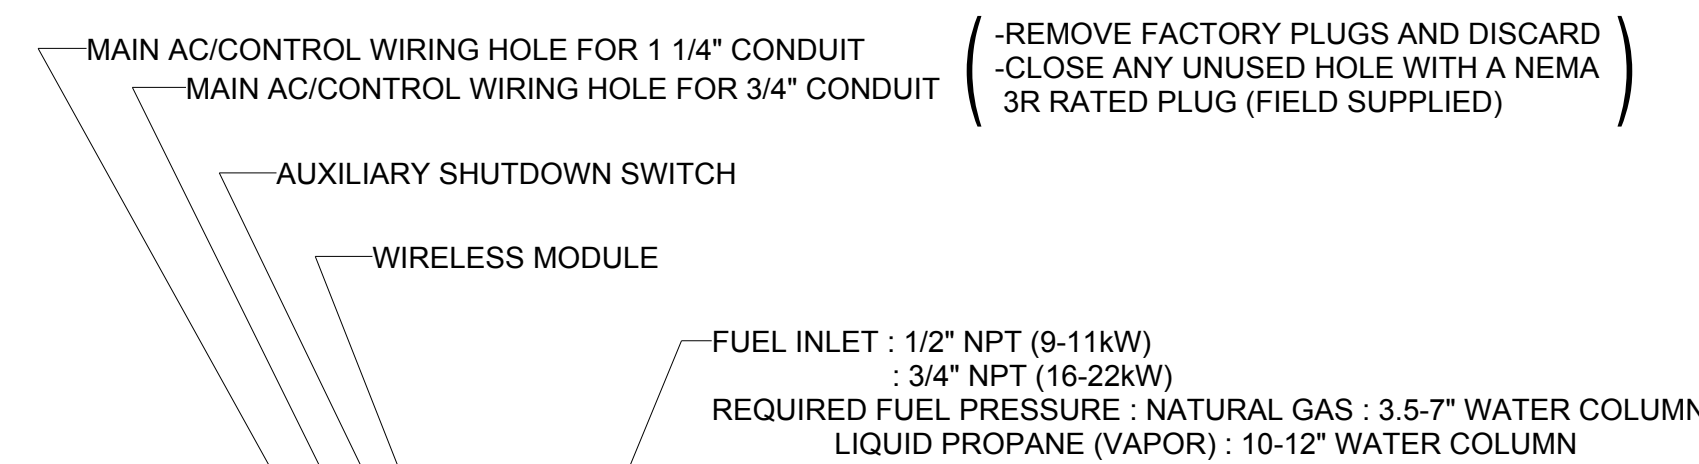 MAIN AC/CONTROL WIRING HOLE FOR 1 1/4" CONDUIT
MAIN AC/CONTROL WIRING HOLE FOR 3/4" CONDUIT
-REMOVE FACTORY PLUGS AND DISCARD
-CLOSE ANY UNUSED HOLE WITH A NEMA
3R RATED PLUG (FIELD SUPPLIED)
AUXILIARY SHUTDOWN SWITCH
WIRELESS MODULE
FUEL INLET : 1/2" NPT (9-11kW)
: 3/4" NPT (16-22kW)
REQUIRED FUEL PRESSURE : NATURAL GAS : 3.5-7" WATER COLUMN
LIQUID PROPANE (VAPOR) : 10-12" WATER COLUMN